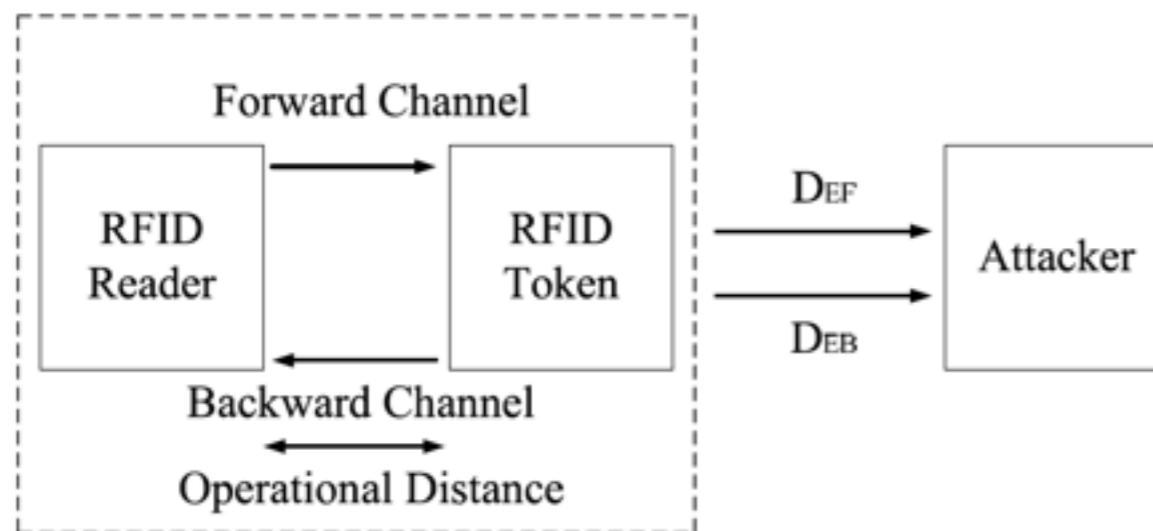 Forward Channel
RFID
Reader
RFID
Token
DEF
DEB
Attacker
Backward Channel
Operational Distance